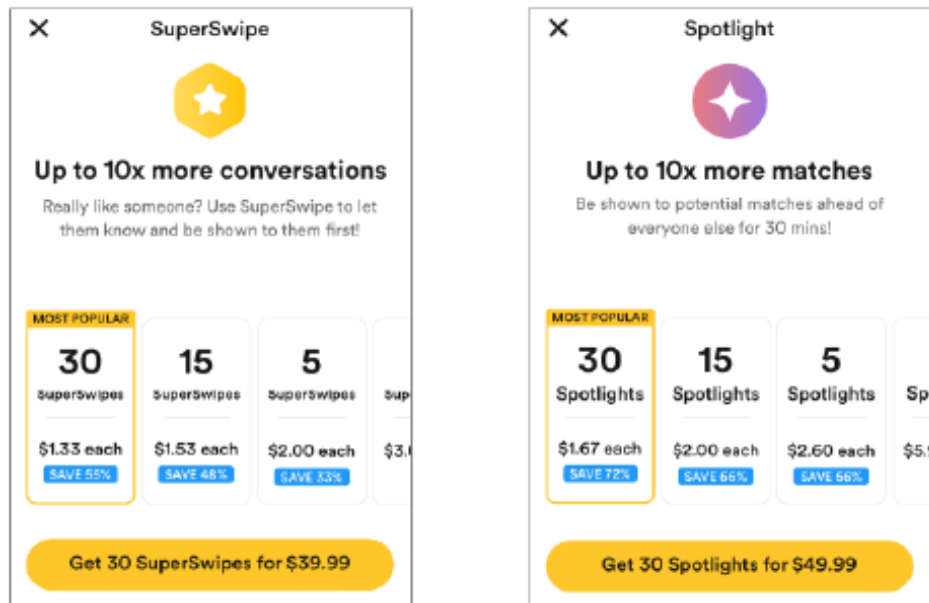 SuperSwipe
Up to 10x more conversations
Really like someone? Use SuperSwipe to let
them know and be shown to them first!
MOST POPULAR
30
SuperSwipes
$1.33 each
SAVE 55%
15
SuperSwipes
$1.53 each
SAVE 48%
5
SuperSwipes
$2.00 each
SAVE 33%
Sup
$3.
Get 30 SuperSwipes for $39.99
Spotlight
Up to 10x more matches
Be shown to potential matches ahead of
everyone else for 30 mins!
MOST POPULAR
30
Spotlights
$1.67 each
SAVE 72%
15
Spotlights
$2.00 each
SAVE 66%
5
Spotlights
$2.60 each
SAVE 56%
Sp
$5.
Get 30 Spotlights for $49.99